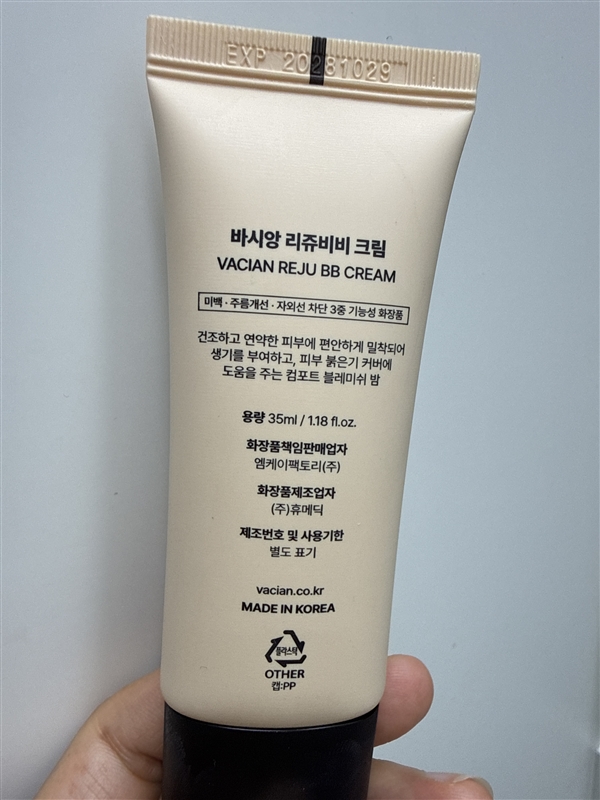 EXP 20281029
바시앙 리쥬비비 크림
VACIAN REJU BB CREAM
미백 · 주름개선 · 자외선 차단 3중 기능성 화장품
건조하고 연약한 피부에 편안하게 밀착되어
생기를 부여하고, 피부 붉은기 커버에
도움을 주는 컴포트 블레미쉬 밤
용량 35ml / 1.18 fl.oz.
화장품책임판매업자
엠케이팩토리(주)
화장품제조업자
(주)휴메딕
제조번호 및 사용기한
별도 표기
vacian.co.kr
MADE IN KOREA
플라스틱
OTHER
캡:PP